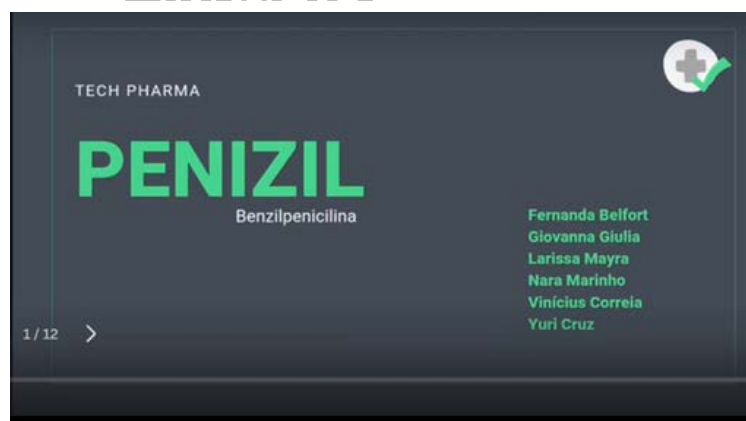 TECH PHARMA
PENIZIL
Benzilpenicilina
Fernanda Belfort
Giovanna Giulia
Larissa Mayra
Nara Marinho
Vinícius Correia
Yuri Cruz
1 / 12